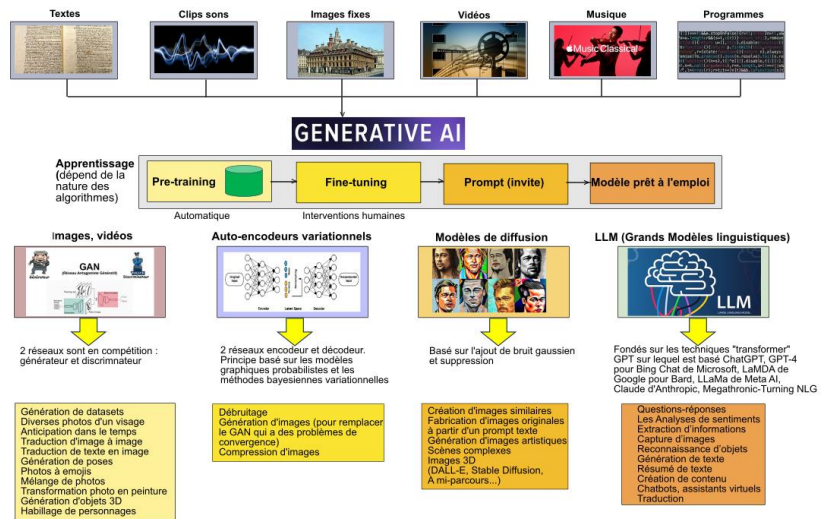 Textes
Clips sons
Images fixes
Vidéos
Musique
Programmes
Music Classical
GENERATIVE AI
Apprentissage
(dépend de la
nature des
algorithmes)
Pre-training
Fine-tuning
Prompt (invite)
Modèle prêt à l'emploi
Automatique
Interventions humaines
Images, vidéos
Auto-encodeurs variationnels
Modèles de diffusion
LLM (Grands Modèles linguistiques)
GAN
(Réseau Antagoniste Génératif)
Générateur
Discriminateur
Encoder
Latent Space
Decoder
LLM
2 réseaux sont en compétition :
générateur et discrimnateur
2 réseaux encodeur et décodeur.
Principe basé sur les modèles
graphiques probabilistes et les
méthodes bayesiennes variationnelles
Basé sur l'ajout de bruit gaussien
et suppression
Fondés sur les techniques "transformer"
GPT sur lequel est basé ChatGPT, GPT-4
pour Bing Chat de Microsoft, LaMDA de
Google pour Bard, LLaMa de Meta AI,
Claude d'Anthropic, Megathronic-Turning NLG
Génération de datasets
Diverses photos d'un visage
Anticipation dans le temps
Traduction d'image à image
Traduction de texte en image
Génération de poses
Photos à emojis
Mélange de photos
Transformation photo en peinture
Génération d'objets 3D
Habillage de personnages
Débruitage
Génération d'images (pour remplacer
le GAN qui a des problèmes de
convergence)
Compression d'images
Création d'images similaires
Fabrication d'images originales
à partir d'un prompt texte
Génération d'images artistiques
Scènes complexes
Images 3D
(DALL-E, Stable Diffusion,
A mi-parcours...)
Questions-réponses
Les Analyses de sentiments
Extraction d'informations
Capture d'images
Reconnaissance d'objets
Génération de texte
Résumé de texte
Création de contenu
Chatbots, assistants virtuels
Traduction